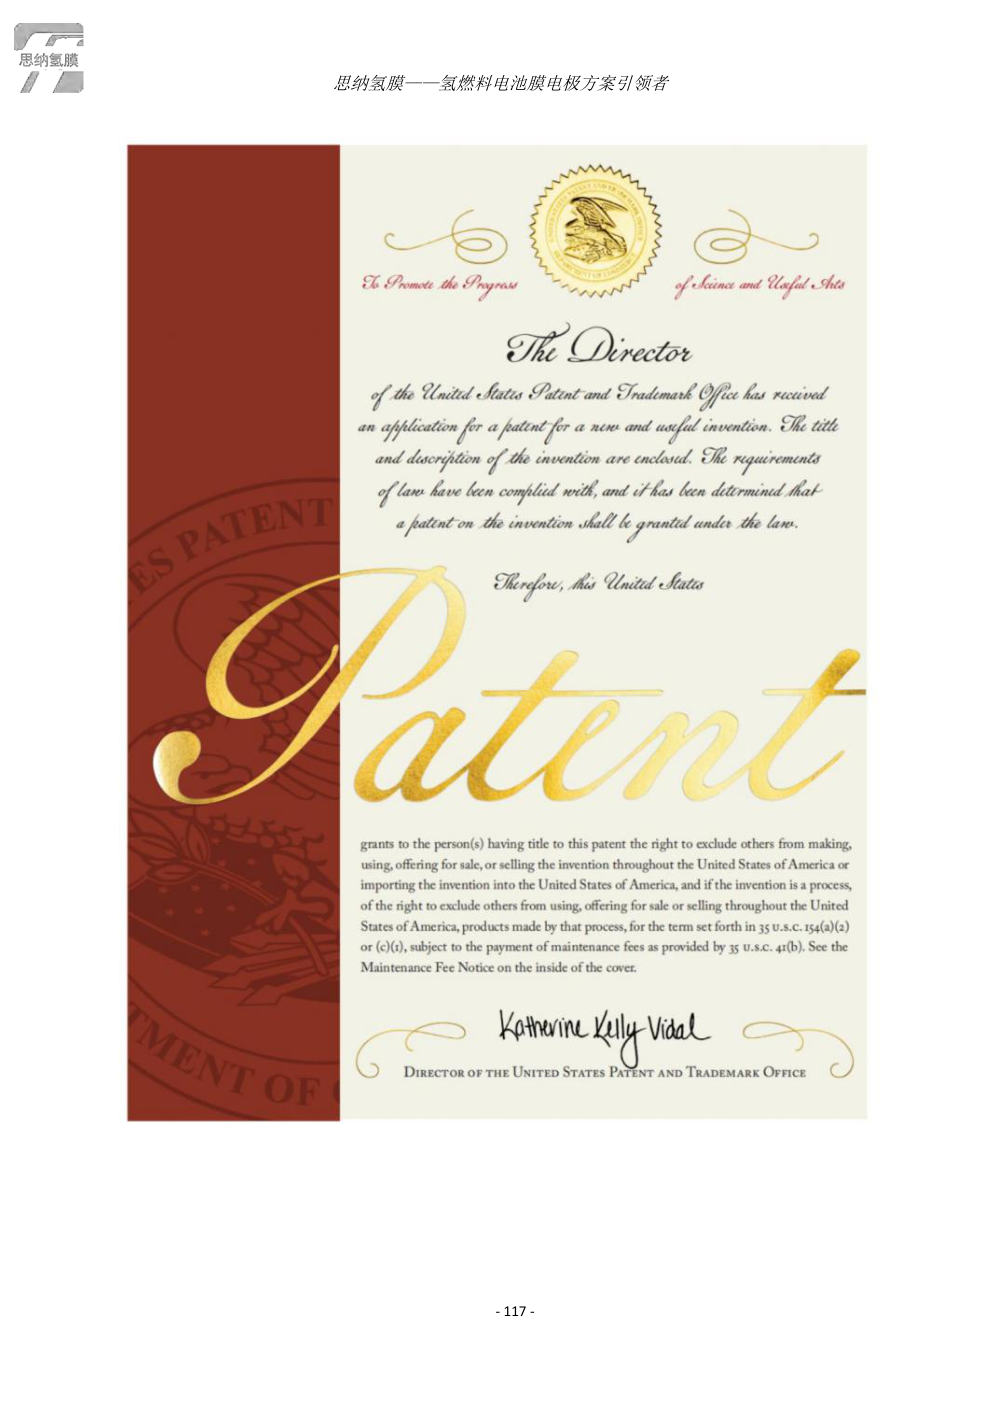 思纳氢膜
思纳氢膜——氢燃料电池膜电极方案引领者
To Promote the Progress
of Science and Useful Arts
The Director
of the United States Patent and Trademark Office has received
an application for a patent for a new and useful invention. The title
and description of the invention are enclosed. The requirements
of law have been complied with, and it has been determined that
a patent on the invention shall be granted under the law.
Therefore, this United States
ES PATENT
Patent
grants to the person(s) having title to this patent the right to exclude others from making,
using, offering for sale, or selling the invention throughout the United States of America or
importing the invention into the United States of America, and if the invention is a process,
of the right to exclude others from using, offering for sale or selling throughout the United
States of America, products made by that process, for the term set forth in 35 U.S.C. 154(a)(2)
or (c)(1), subject to the payment of maintenance fees as provided by 35 U.S.C. 41(b). See the
Maintenance Fee Notice on the inside of the cover.
TMENT OF
Katherine Kelly Vidal
DIRECTOR OF THE UNITED STATES PATENT AND TRADEMARK OFFICE
- 117 -